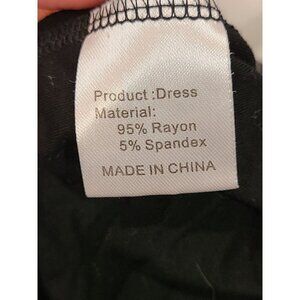 Product :Dress
Material:
95% Rayon
5% Spandex
MADE IN CHINA